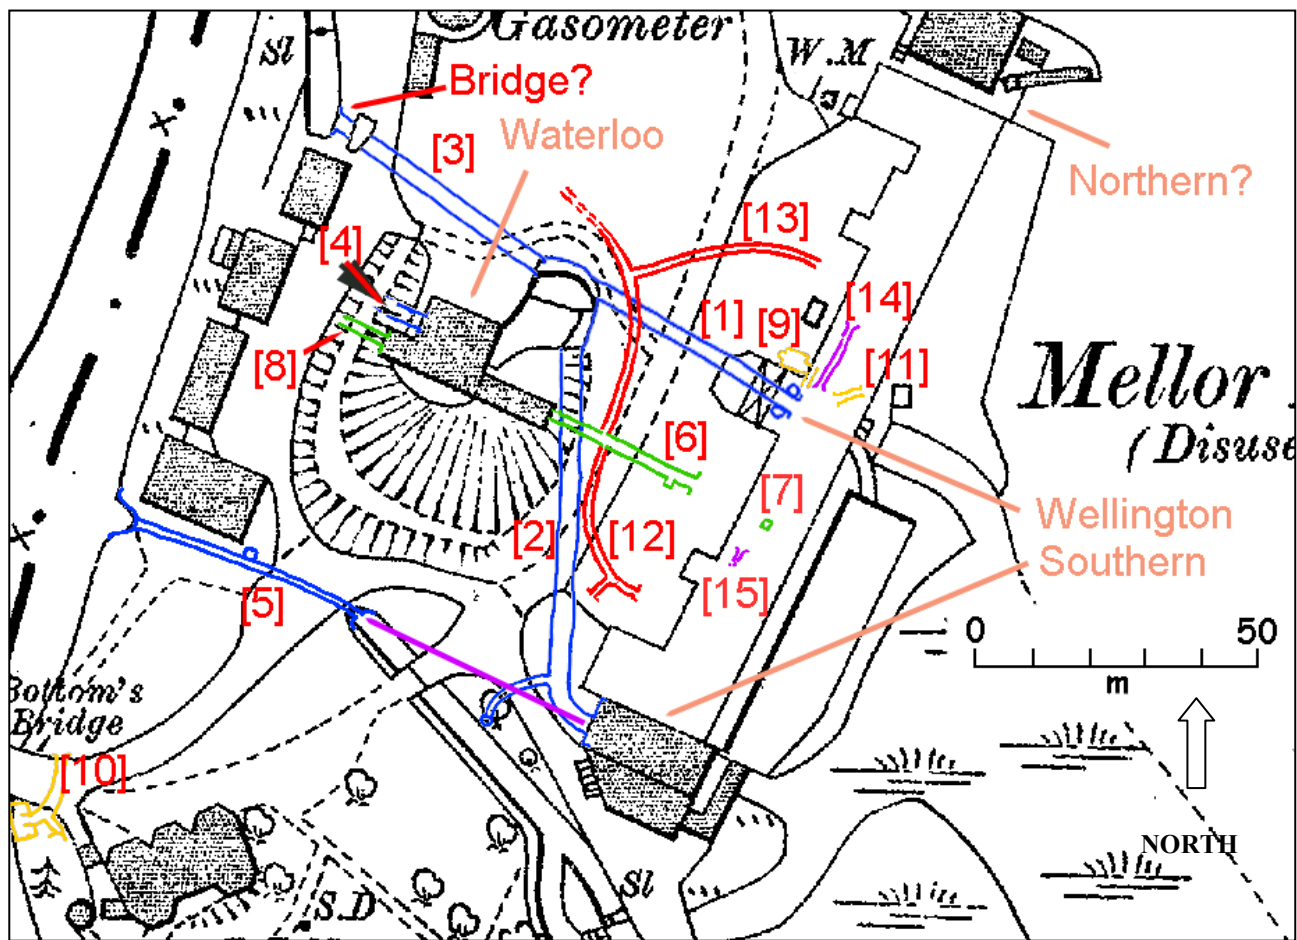 Gasometer
Sl
W.M
Bridge?
Waterloo
[3]
Northern?
[13]
[4]
[14]
[1]
[9]
[8]
[11]
Mellor
(Disuse
[6]
[7]
Wellington
[2]
[12]
Southern
[15]
[5]
0
50
m
Bottom's
Bridge
[10]
NORTH
Sl
S.D